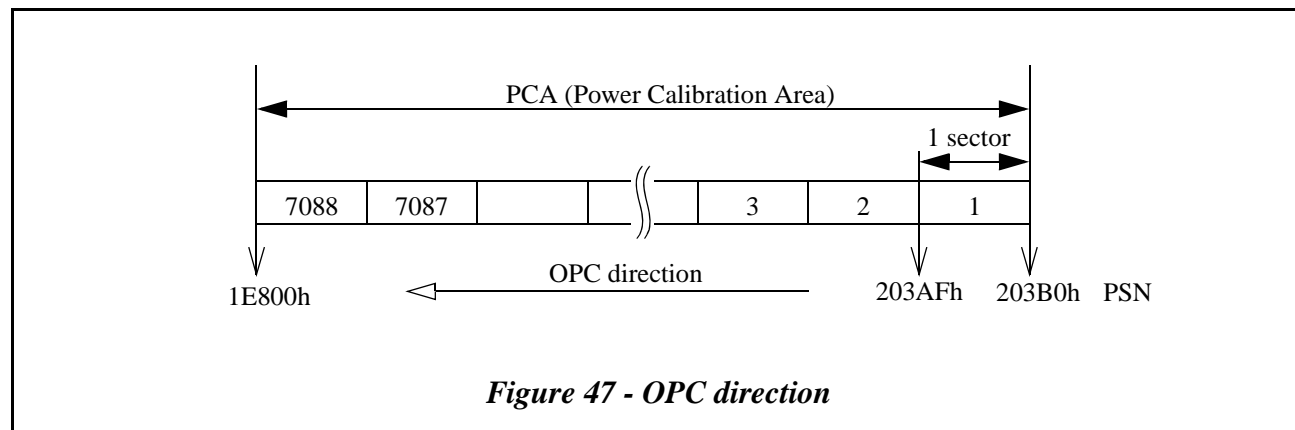 PCA (Power Calibration Area)
1 sector
7088 7087 3 2 1
OPC direction
1E800h 203AFh 203B0h PSN
Figure 47 - OPC direction